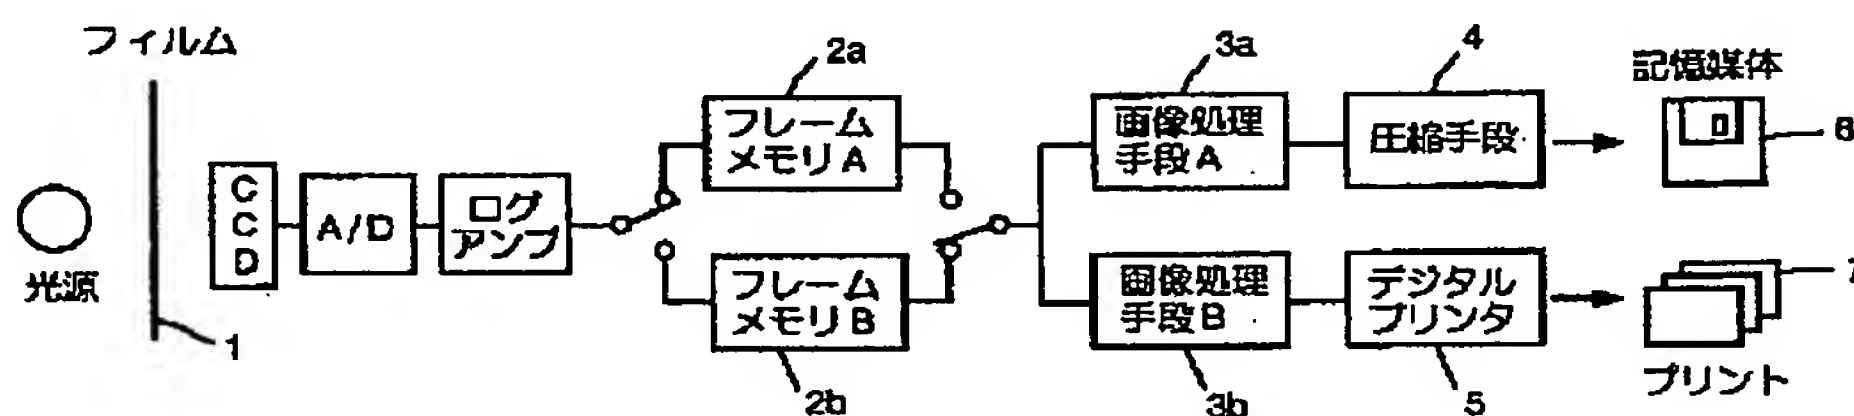 フィルム
光源
1
C
C
D
A/D
ログ
アンプ
2a
フレーム
メモリA
フレーム
メモリB
2b
3a
画像処理
手段A
画像処理
手段B
3b
4
圧縮手段
デジタル
プリンタ
5
記憶媒体
6
7
プリント